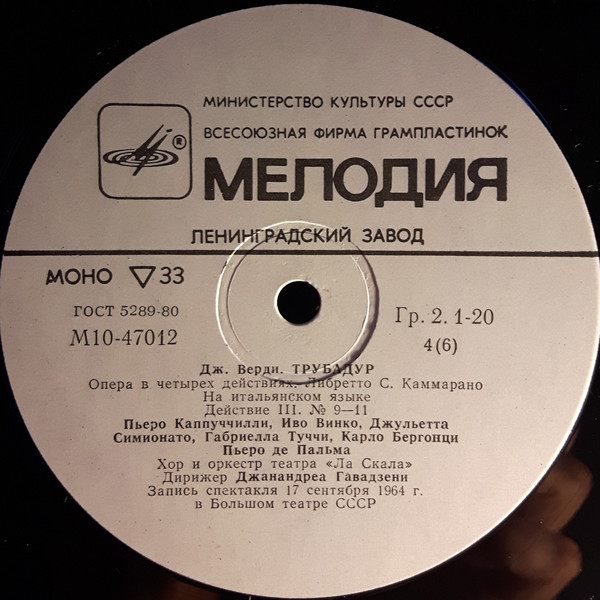 МИНИСТЕРСТВО КУЛЬТУРЫ СССР
ВСЕСОЮЗНАЯ ФИРМА ГРАМПЛАСТИНОК
®
МЕЛОДИЯ
ЛЕНИНГРАДСКИЙ ЗАВОД
МОНО ▽ 33
ГОСТ 5289-80
М10-47012
Гр. 2. 1-20
4(6)
Дж. Верди. ТРУБАДУР
Опера в четырех действиях. Либретто С. Каммарано
На итальянском языке
Действие III. № 9—11
Пьеро Каппуччилли, Иво Винко, Джульетта
Симионато, Габриелла Туччи, Карло Бергонци
Пьеро де Пальма
Хор и оркестр театра «Ла Скала»
Дирижер Джанандреа Гавадзени
Запись спектакля 17 сентября 1964 г.
в Большом театре СССР